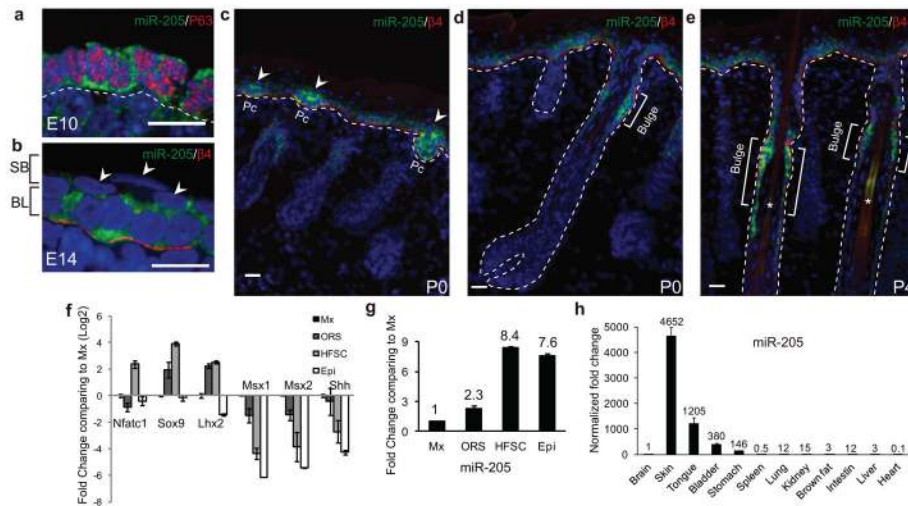 a
miR-205/P63
E10
b
miR-205/β4
SB
BL
E14
c
miR-205/β4
Pc
Pc
Pc
P0
d
miR-205/β4
Bulge
P0
e
miR-205/β4
Bulge
Bulge
*
*
P4
f
Fold Change comparing to Mx (Log2)
6
4
2
0
-2
-4
-6
-8
Mx
ORS
HFSC
Epi
Nfatc1
Sox9
Lhx2
Msx1
Msx2
Shh
g
Fold Change comparing to Mx
9
6
3
0
1
2.3
8.4
7.6
Mx
ORS
HFSC
Epi
miR-205
h
miR-205
Normalized fold change
5000
4000
3000
2000
1000
0
1
4652
1205
380
146
0.5
12
15
3
12
3
0.1
Brain
Skin
Tongue
Bladder
Stomach
Spleen
Lung
Kidney
Brown fat
Intestin
Liver
Heart